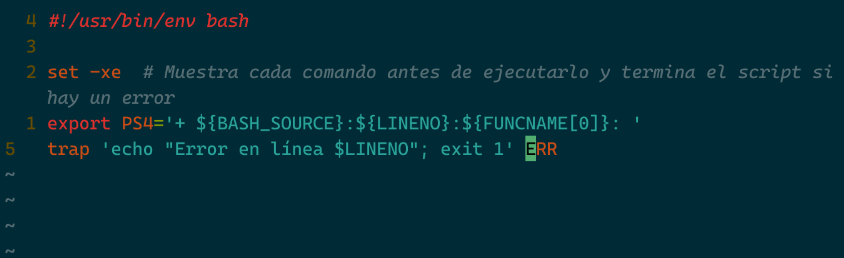 4 #!/usr/bin/env bash
3
2 set -xe  # Muestra cada comando antes de ejecutarlo y termina el script si
hay un error
1 export PS4='+ ${BASH_SOURCE}:${LINENO}:${FUNCNAME[0]}: '
5 trap 'echo "Error en línea $LINENO"; exit 1' ERR
~
~
~
~